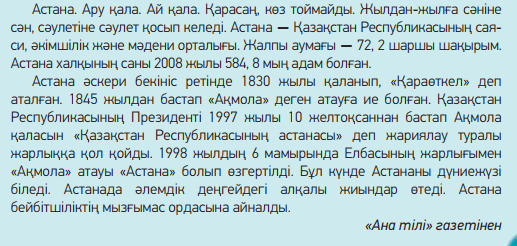 Астана. Ару қала. Ай қала. Қарасаң, көз тоймайды. Жылдан-жылға сәніне
сән, сәулетіне сәулет қосып келеді. Астана — Қазақстан Республикасының сая-
си, әкімшілік және мәдени орталығы. Жалпы аумағы — 72, 2 шаршы шақырым.
Астана халқының саны 2008 жылы 584, 8 мың адам болған.
Астана әскери бекініс ретінде 1830 жылы қаланып, «Қараөткел» деп
аталған. 1845 жылдан бастап «Ақмола» деген атауға ие болған. Қазақстан
Республикасының Президенті 1997 жылы 10 желтоқсаннан бастап Ақмола
қаласын «Қазақстан Республикасының астанасы» деп жариялау туралы
жарлыққа қол қойды. 1998 жылдың 6 мамырында Елбасының жарлығымен
«Ақмола» атауы «Астана» болып өзгертілді. Бұл күнде Астананы дүниежүзі
біледі. Астанада әлемдік деңгейдегі алқалы жиындар өтеді. Астана
бейбітшіліктің мызғымас ордасына айналды.
«Ана тілі» газетінен